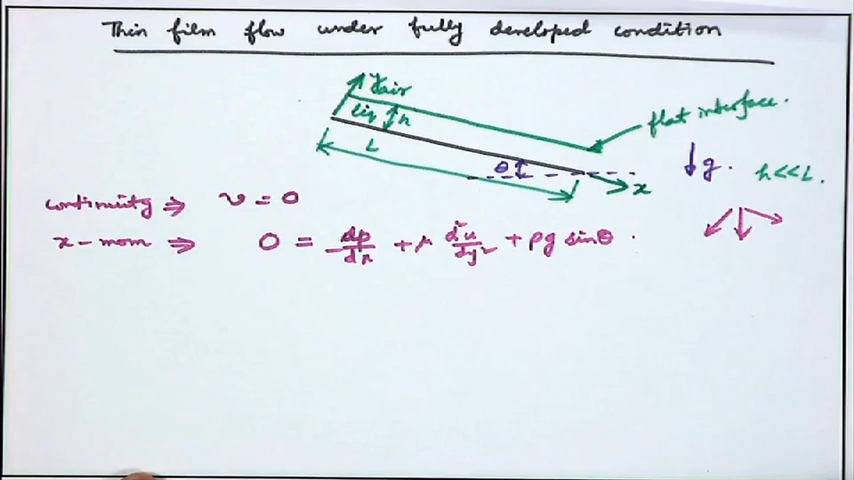 Thin film flow under fully developed condition
y air
liq h
flat interface.
L
θ
g.
h<<L.
x
continuity ⇒ v = 0
x-mom ⇒ 0 = -dp/dx + μ d²u/dy² + ρg sinθ.